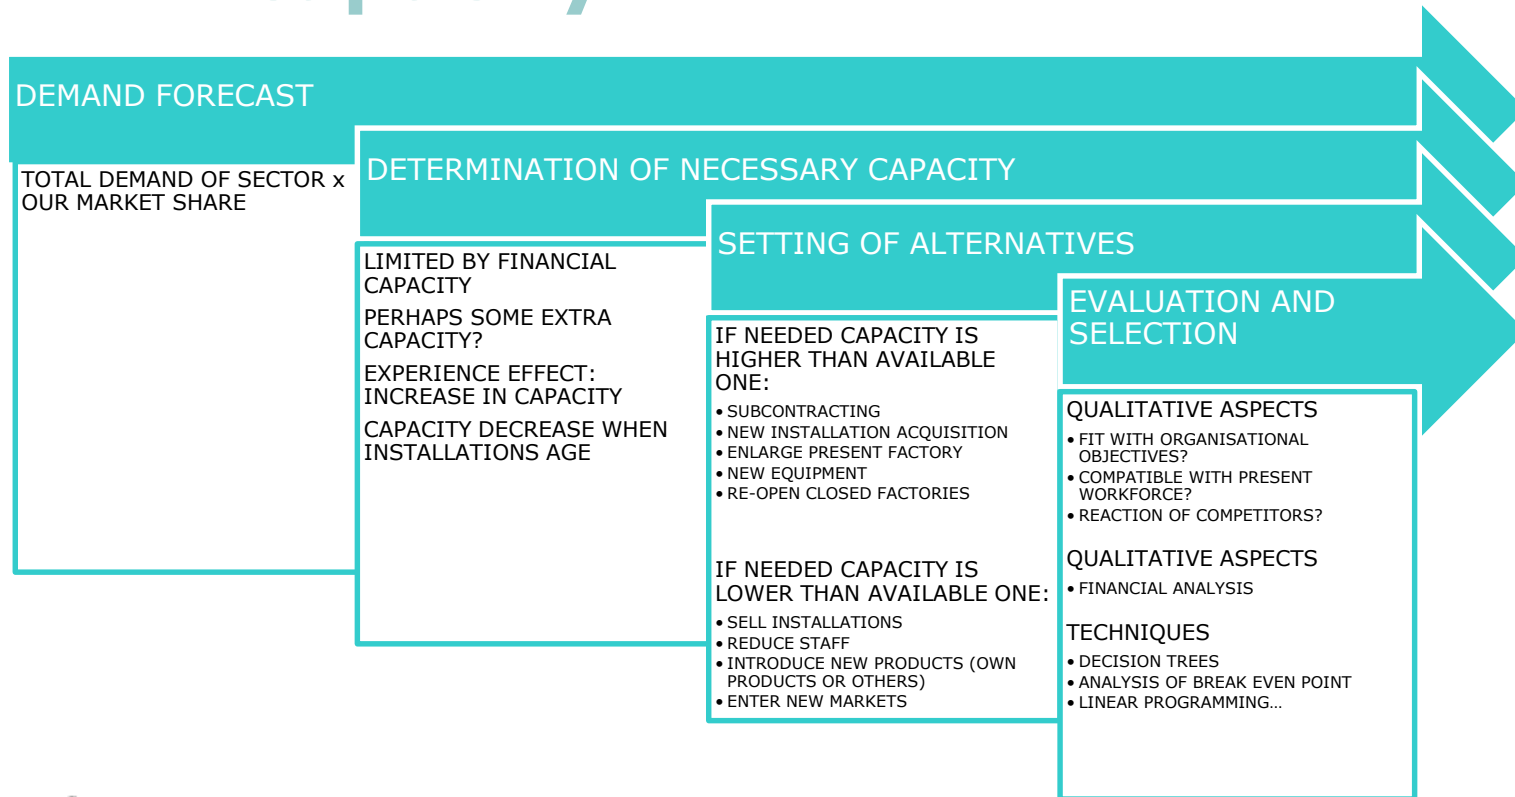 DEMAND FORECAST
TOTAL DEMAND OF SECTOR x
OUR MARKET SHARE
DETERMINATION OF NECESSARY CAPACITY
LIMITED BY FINANCIAL
CAPACITY
PERHAPS SOME EXTRA
CAPACITY?
EXPERIENCE EFFECT:
INCREASE IN CAPACITY
CAPACITY DECREASE WHEN
INSTALLATIONS AGE
SETTING OF ALTERNATIVES
IF NEEDED CAPACITY IS
HIGHER THAN AVAILABLE
ONE:
• SUBCONTRACTING
• NEW INSTALLATION ACQUISITION
• ENLARGE PRESENT FACTORY
• NEW EQUIPMENT
• RE-OPEN CLOSED FACTORIES
IF NEEDED CAPACITY IS
LOWER THAN AVAILABLE ONE:
• SELL INSTALLATIONS
• REDUCE STAFF
• INTRODUCE NEW PRODUCTS (OWN
PRODUCTS OR OTHERS)
• ENTER NEW MARKETS
EVALUATION AND
SELECTION
QUALITATIVE ASPECTS
• FIT WITH ORGANISATIONAL
OBJECTIVES?
• COMPATIBLE WITH PRESENT
WORKFORCE?
• REACTION OF COMPETITORS?
QUALITATIVE ASPECTS
• FINANCIAL ANALYSIS
TECHNIQUES
• DECISION TREES
• ANALYSIS OF BREAK EVEN POINT
• LINEAR PROGRAMMING…